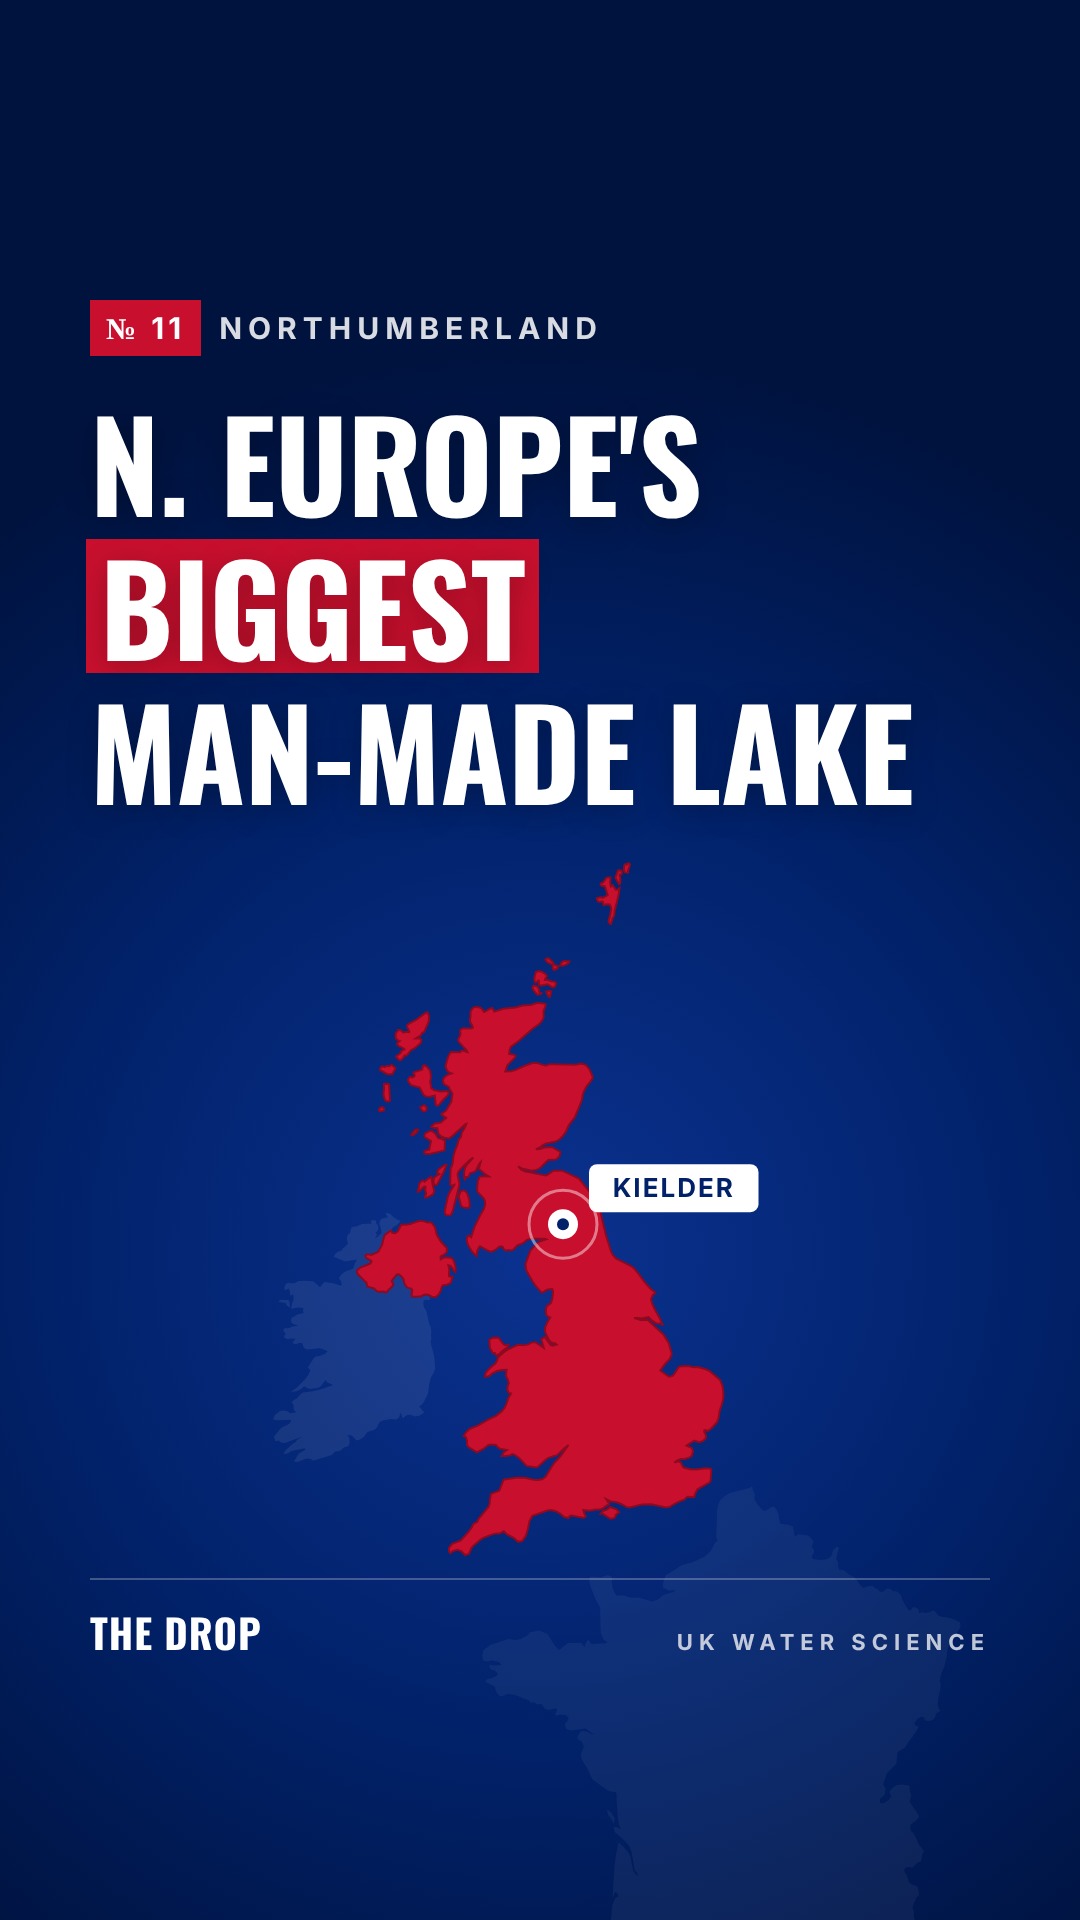 № 11 NORTHUMBERLAND
N. EUROPE'S
BIGGEST
MAN-MADE LAKE
KIELDER
THE DROP
UK WATER SCIENCE